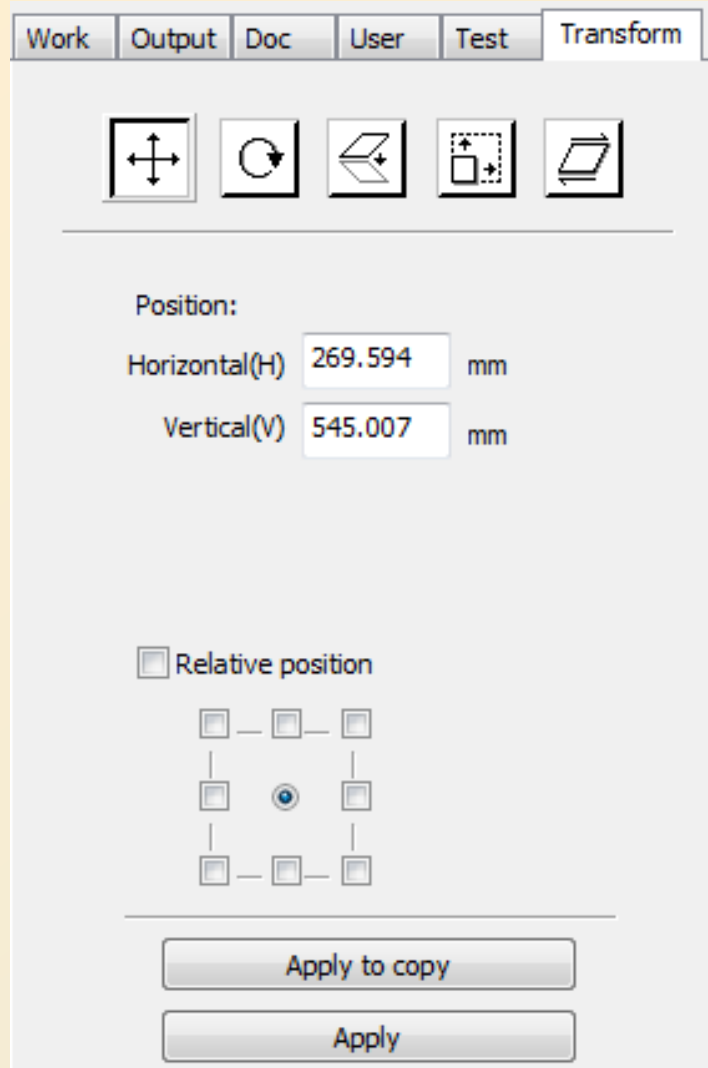 Work Output Doc User Test Transform
Position:
Horizontal(H) 269.594 mm
Vertical(V) 545.007 mm
Relative position
Apply to copy
Apply